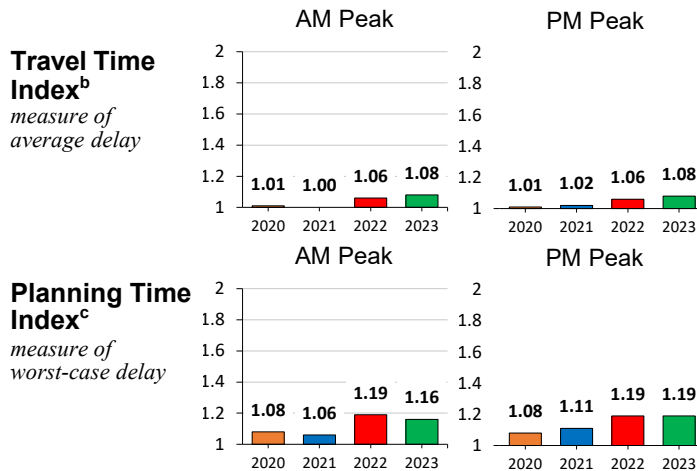 AM Peak
PM Peak
Travel Time
Index^b
measure of
average delay
2
1.8
1.6
1.4
1.2
1
1.01 1.00 1.06 1.08
2020 2021 2022 2023
2
1.8
1.6
1.4
1.2
1
1.01 1.02 1.06 1.08
2020 2021 2022 2023
AM Peak
PM Peak
Planning Time
Index^c
measure of
worst-case delay
2
1.8
1.6
1.4
1.2
1
1.08 1.06 1.19 1.16
2020 2021 2022 2023
2
1.8
1.6
1.4
1.2
1
1.08 1.11 1.19 1.19
2020 2021 2022 2023